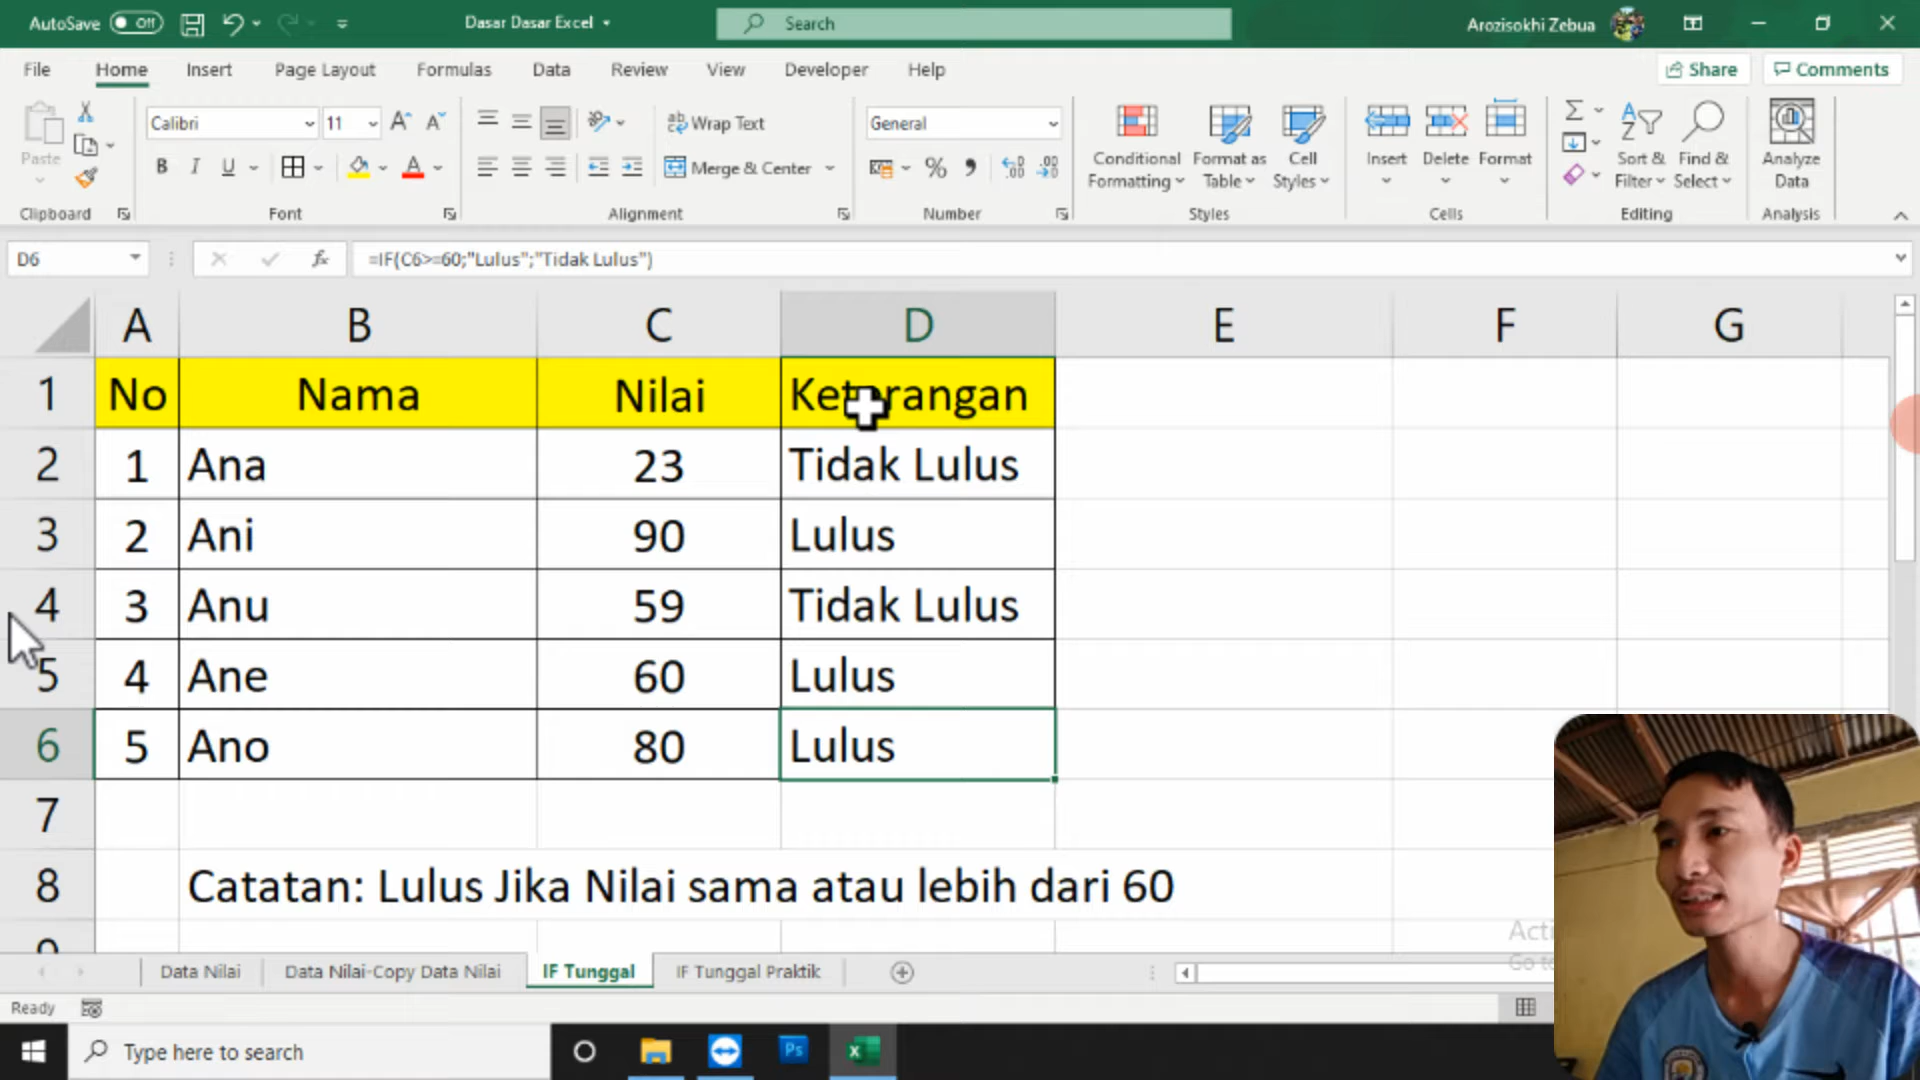 AutoSave Off Dasar Dasar Excel Search Arozisokhi Zebua
File Home Insert Page Layout Formulas Data Review View Developer Help Share Comments
Paste Calibri 11 Wrap Text General Conditional Formatting Format as Table Cell Styles Insert Delete Format Sort & Filter Find & Select Analyze Data
B I U Merge & Center %
Clipboard Font Alignment Number Styles Cells Editing Analysis
D6 fx =IF(C6>=60;"Lulus";"Tidak Lulus")
A B C D E F G
1 No Nama Nilai Keterangan
2 1 Ana 23 Tidak Lulus
3 2 Ani 90 Lulus
4 3 Anu 59 Tidak Lulus
5 4 Ane 60 Lulus
6 5 Ano 80 Lulus
7
8 Catatan: Lulus Jika Nilai sama atau lebih dari 60
9
Data Nilai Data Nilai-Copy Data Nilai IF Tunggal IF Tunggal Praktik
Ready
Type here to search Ps